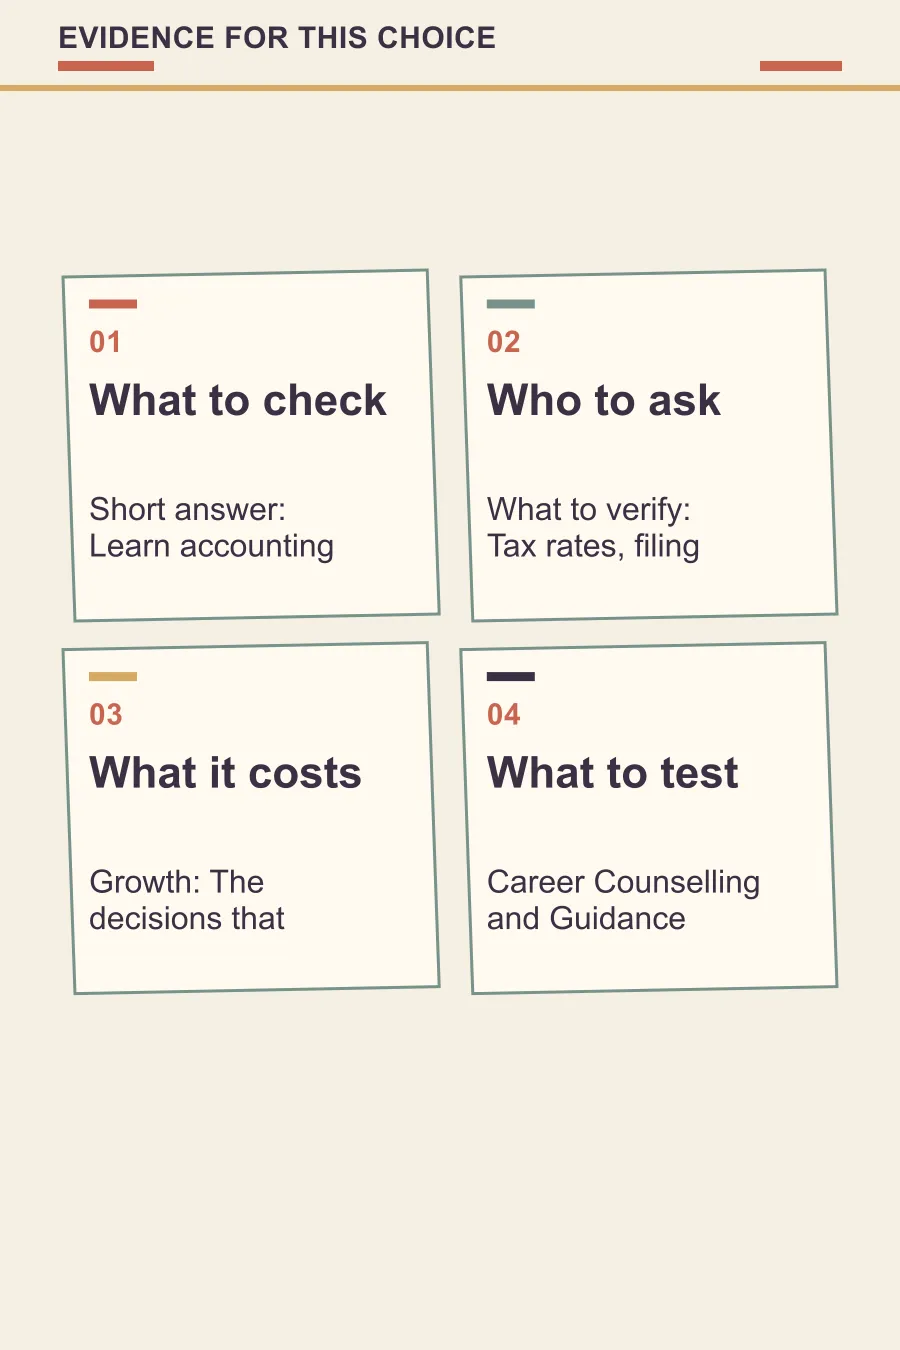 EVIDENCE FOR THIS CHOICE
01
What to check
Short answer:
Learn accounting
02
Who to ask
What to verify:
Tax rates, filing
03
What it costs
Growth: The
decisions that
04
What to test
Career Counselling
and Guidance